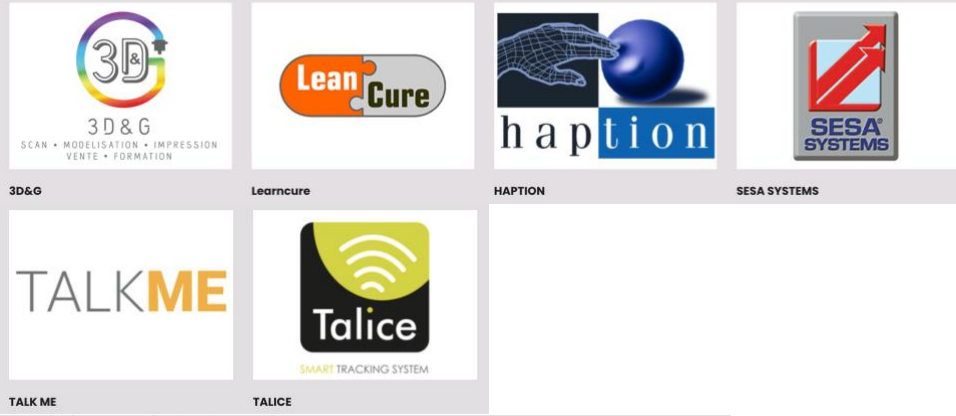 3D&G
3D & G
SCAN • MODELISATION • IMPRESSION
VENTE • FORMATION
3D&G
Lean
Cure
Learncure
haption
HAPTION
SESA®
SYSTEMS
SESA SYSTEMS
TALKME
TALK ME
Talice
SMART TRACKING SYSTEM
TALICE